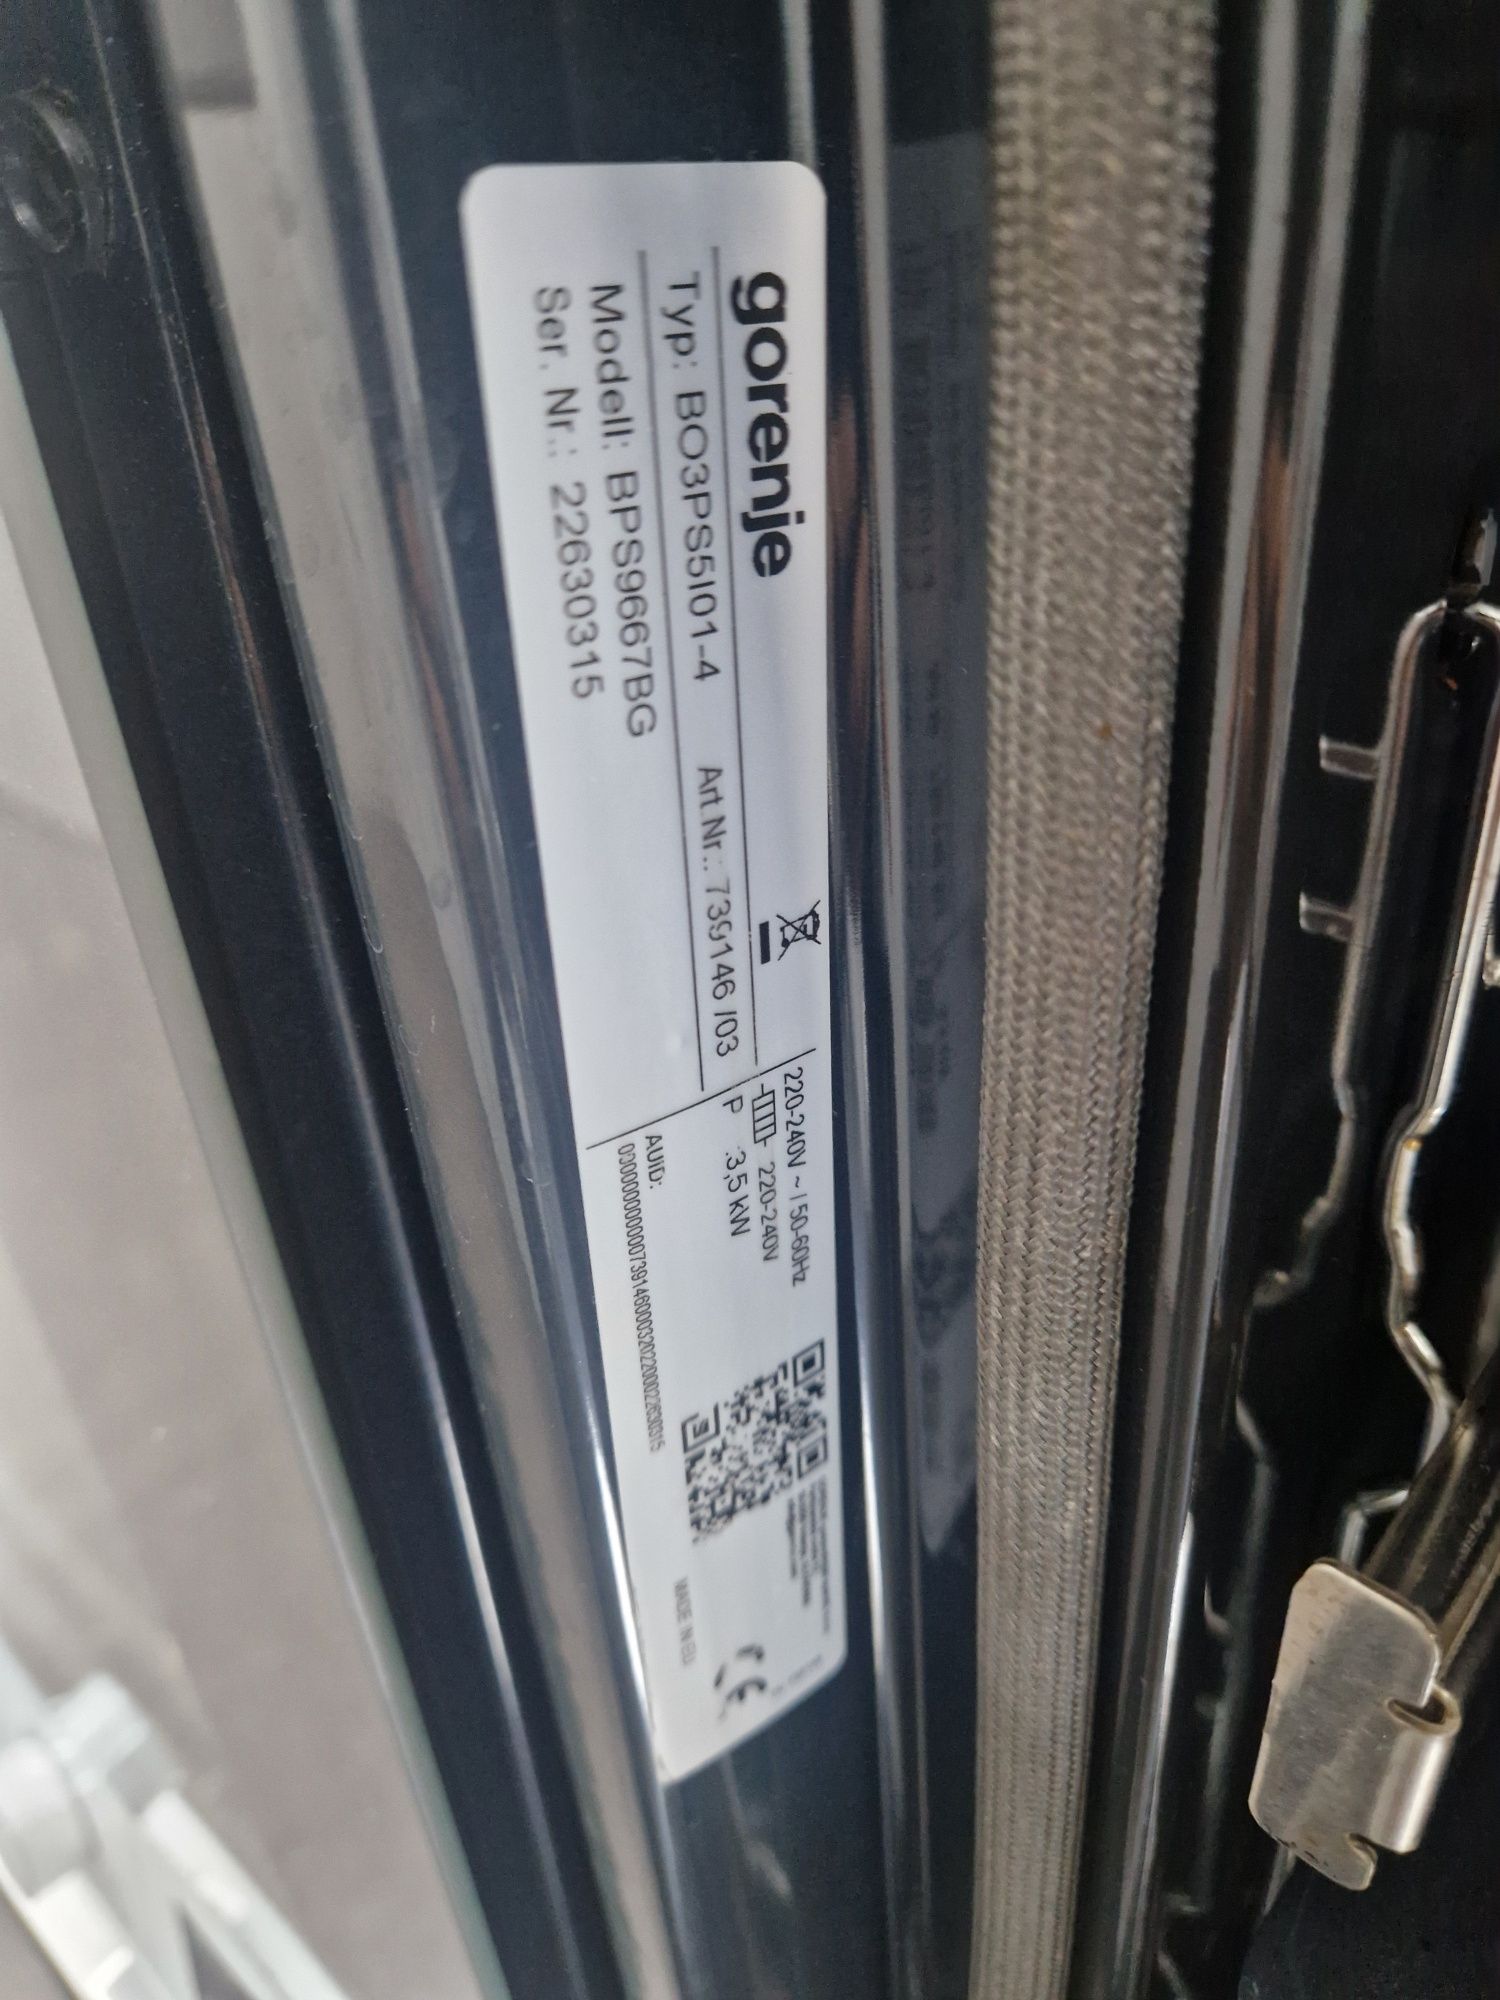 gorenje
Typ: BO3PS5I01-4 Art.Nr.: 739146 /03
Modell: BPS9667BG
Ser. Nr.: 22630315
220-240V ~ / 50-60Hz
220-240V
P 3,5 kW
AUID:
MADE IN EU
CE